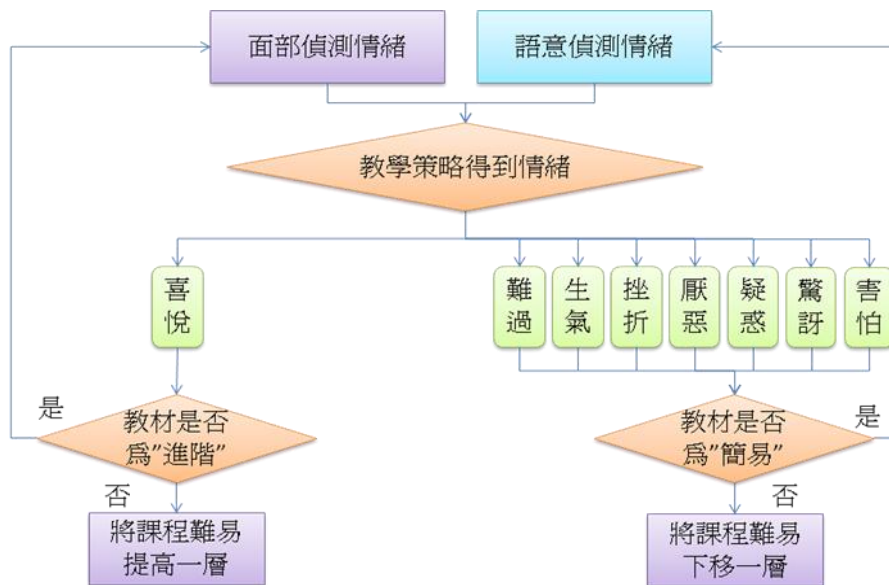 面部偵測情緒
語意偵測情緒
教學策略得到情緒
喜悅
難過
生氣
挫折
厭惡
疑惑
驚訝
害怕
是
教材是否
為”進階”
教材是否
為”簡易”
是
否
否
將課程難易
提高一層
將課程難易
下移一層